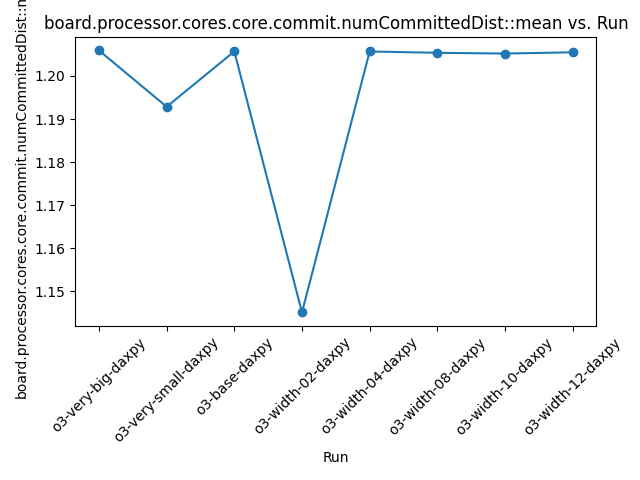 board.processor.cores.core.commit.numCommittedDist::mean vs. Run
board.processor.cores.core.commit.numCommittedDist::n
1.20
1.19
1.18
1.17
1.16
1.15
o3-very-big-daxpy
o3-very-small-daxpy
o3-base-daxpy
o3-width-02-daxpy
o3-width-04-daxpy
o3-width-08-daxpy
o3-width-10-daxpy
o3-width-12-daxpy
Run